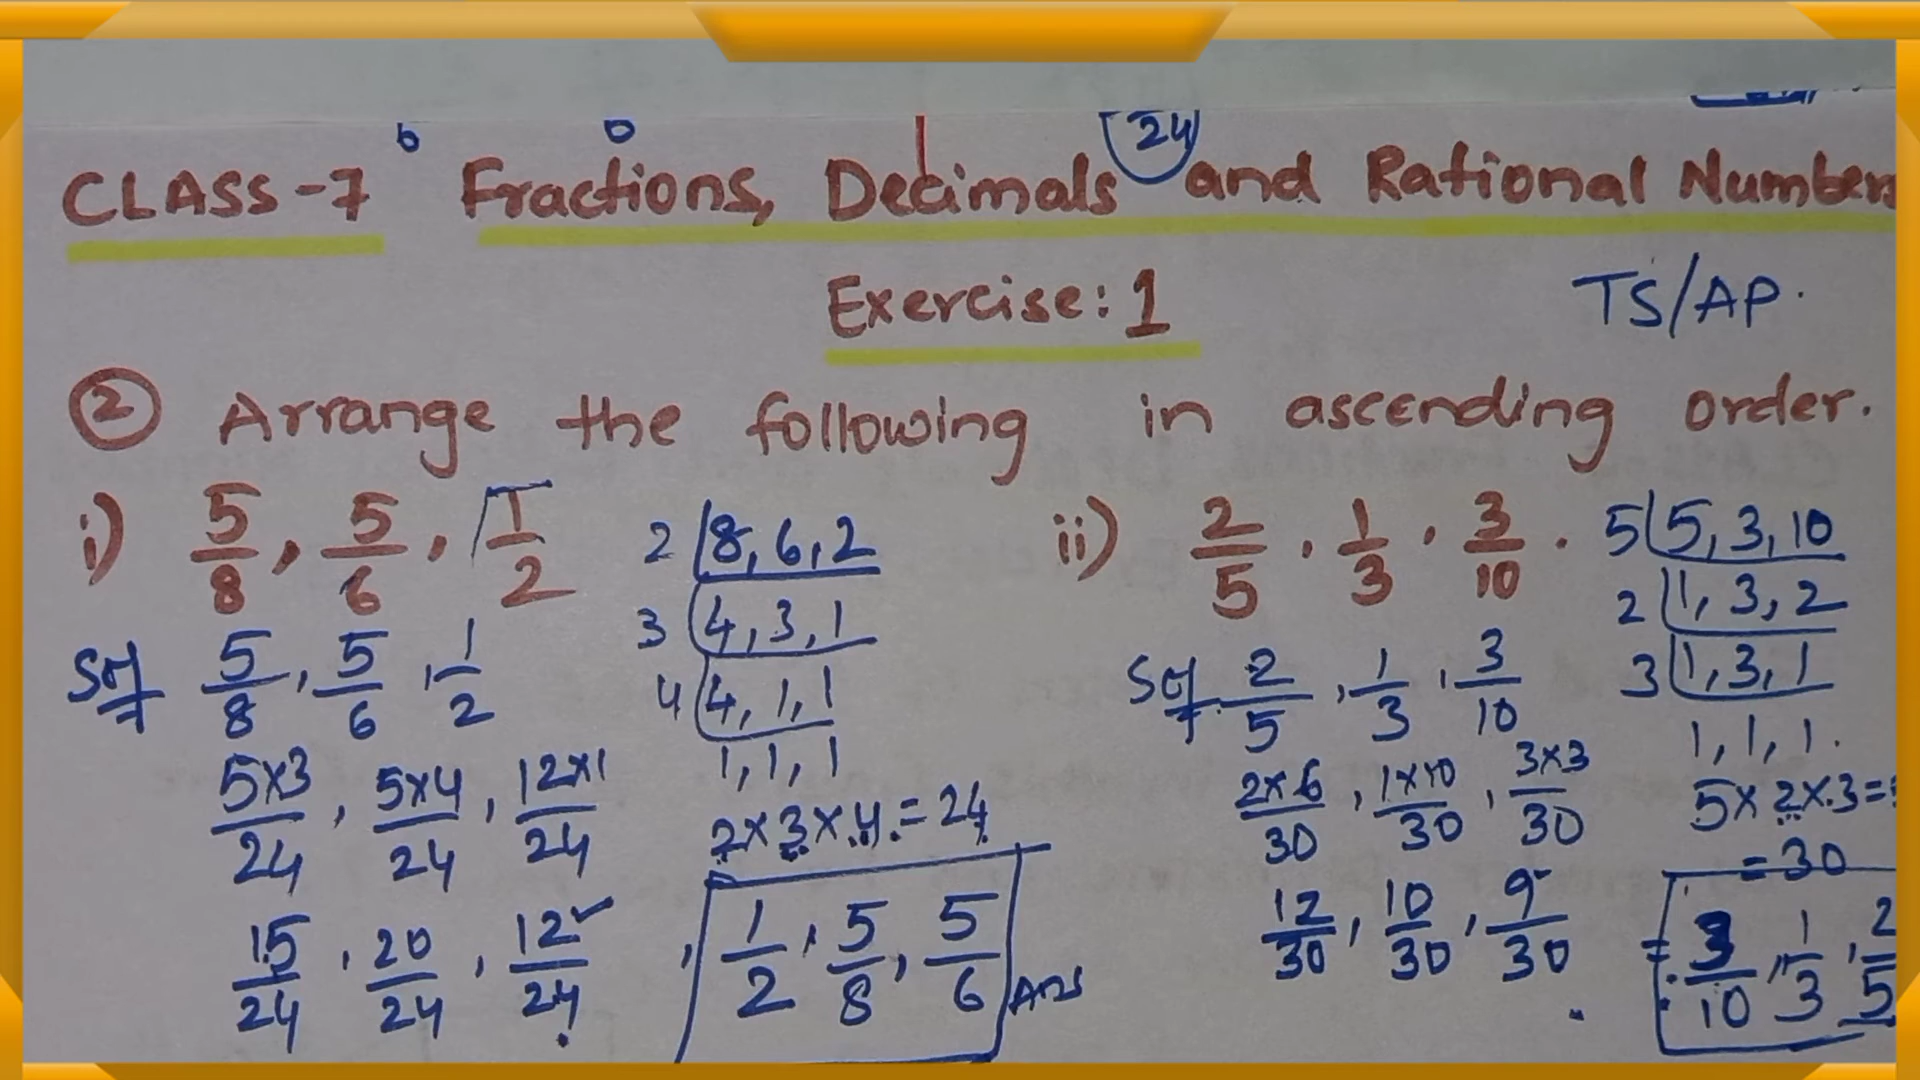 24
CLASS-7 Fractions, Decimals and Rational Numbers
Exercise: 1
TS/AP.
② Arrange the following in ascending order.
i) 5/8, 5/6, 1/2
2 | 8, 6, 2
3 | 4, 3, 1
4 | 4, 1, 1
1, 1, 1
2×3×4=24
Sol 5/8, 5/6, 1/2
5×3/24, 5×4/24, 12×1/24
15/24, 20/24, 12/24
1/2, 5/8, 5/6 Ans
ii) 2/5, 1/3, 3/10.
5 | 5, 3, 10
2 | 1, 3, 2
3 | 1, 3, 1
1, 1, 1.
5×2×3=
=30
Sol 2/5, 1/3, 3/10
2×6/30, 1×10/30, 3×3/30
12/30, 10/30, 9/30
= 3/10, 1/3, 2/5